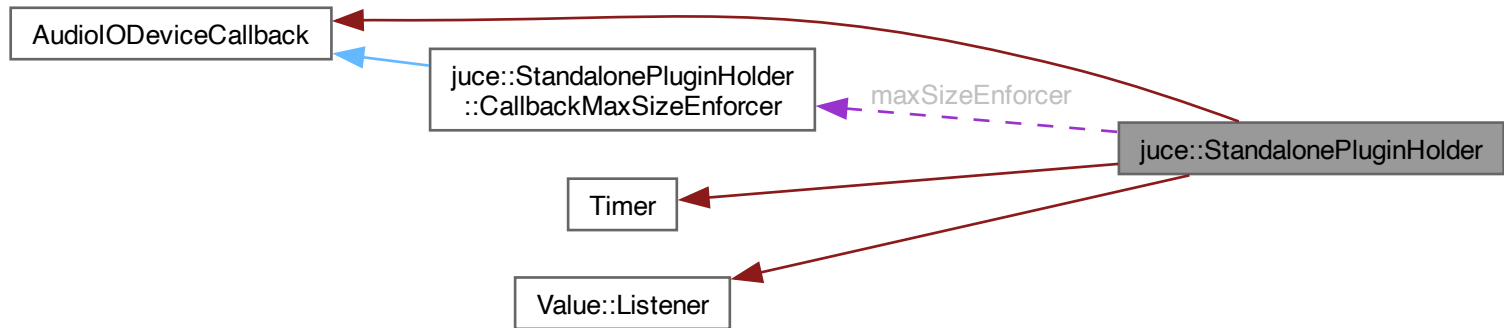 AudioIODeviceCallback
juce::StandalonePluginHolder
::CallbackMaxSizeEnforcer
maxSizeEnforcer
juce::StandalonePluginHolder
Timer
Value::Listener